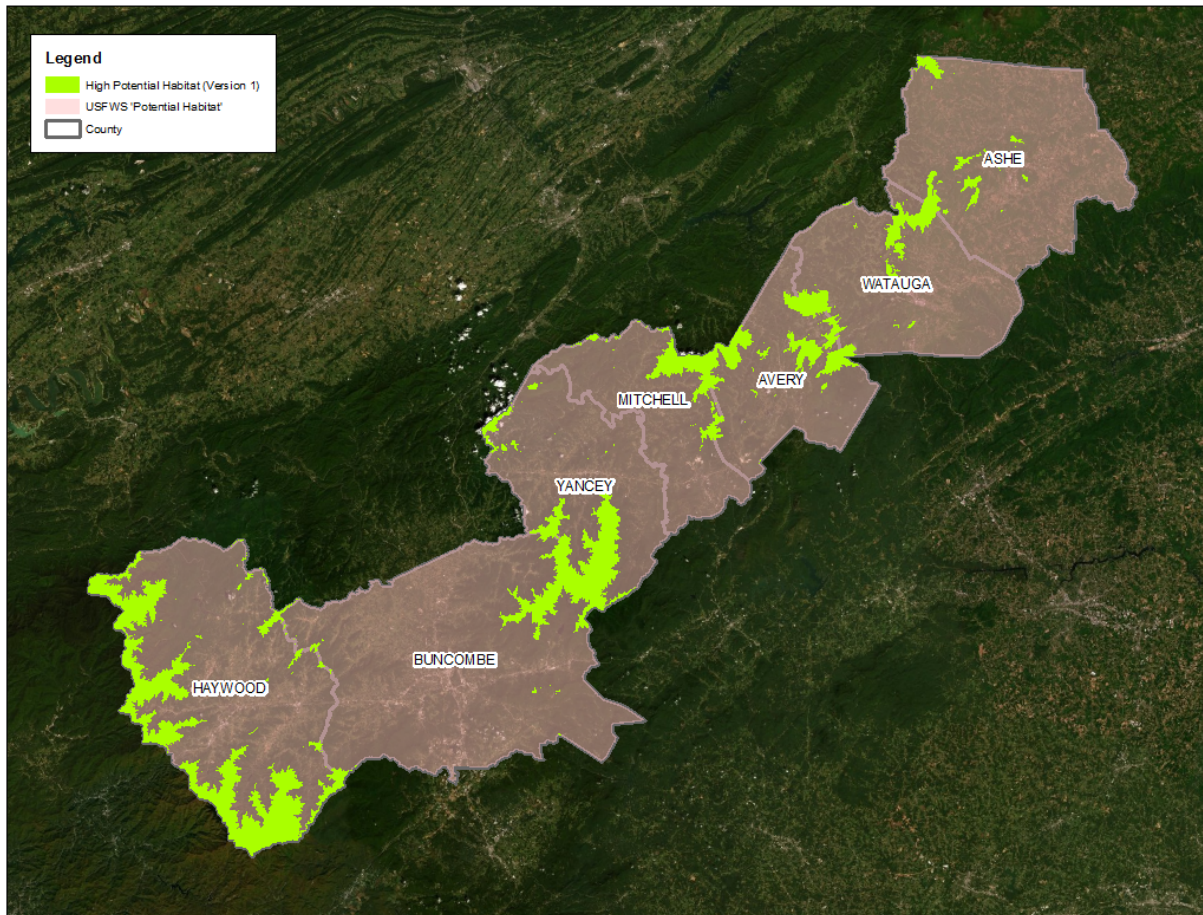 Legend
High Potential Habitat (Version 1)
USFWS 'Potential Habitat'
County
ASHE
WATAUGA
AVERY
MITCHELL
YANCEY
BUNCOMBE
HAYWOOD